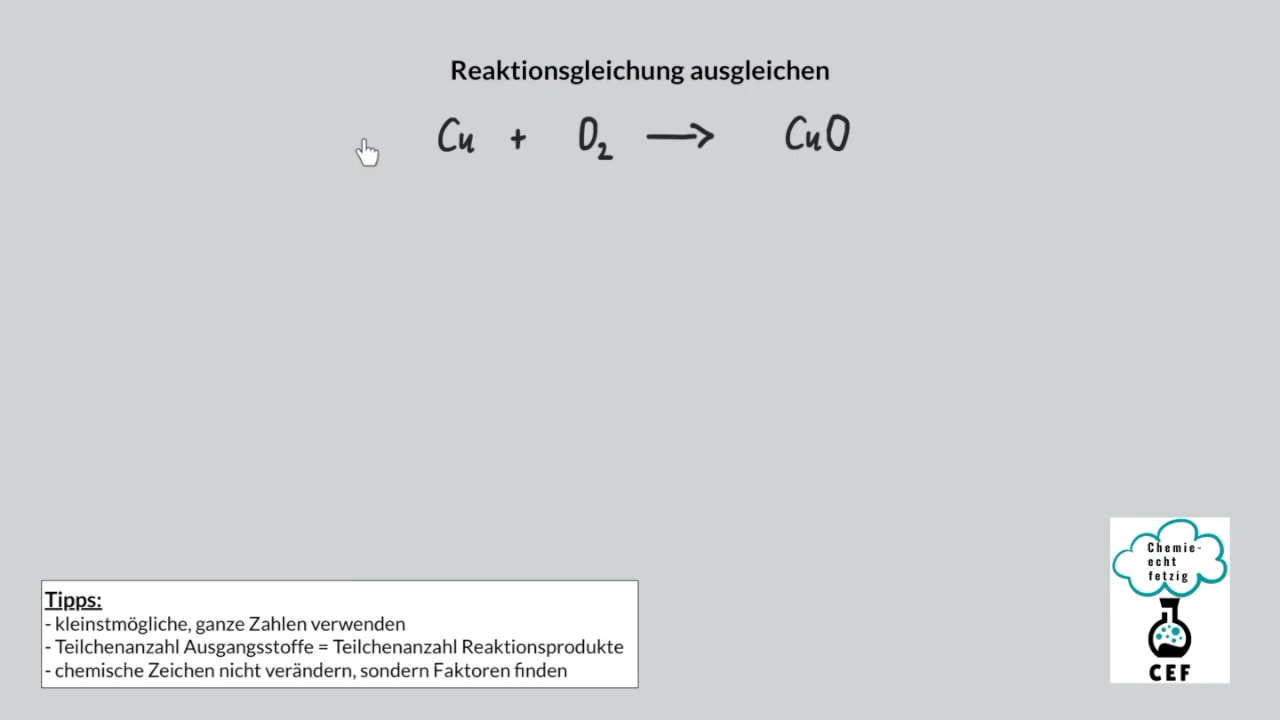 Reaktionsgleichung ausgleichen
Cu + O₂ → CuO
Tipps:
- kleinstmögliche, ganze Zahlen verwenden
- Teilchenanzahl Ausgangsstoffe = Teilchenanzahl Reaktionsprodukte
- chemische Zeichen nicht verändern, sondern Faktoren finden
Chemie-
echt
fetzig
CEF